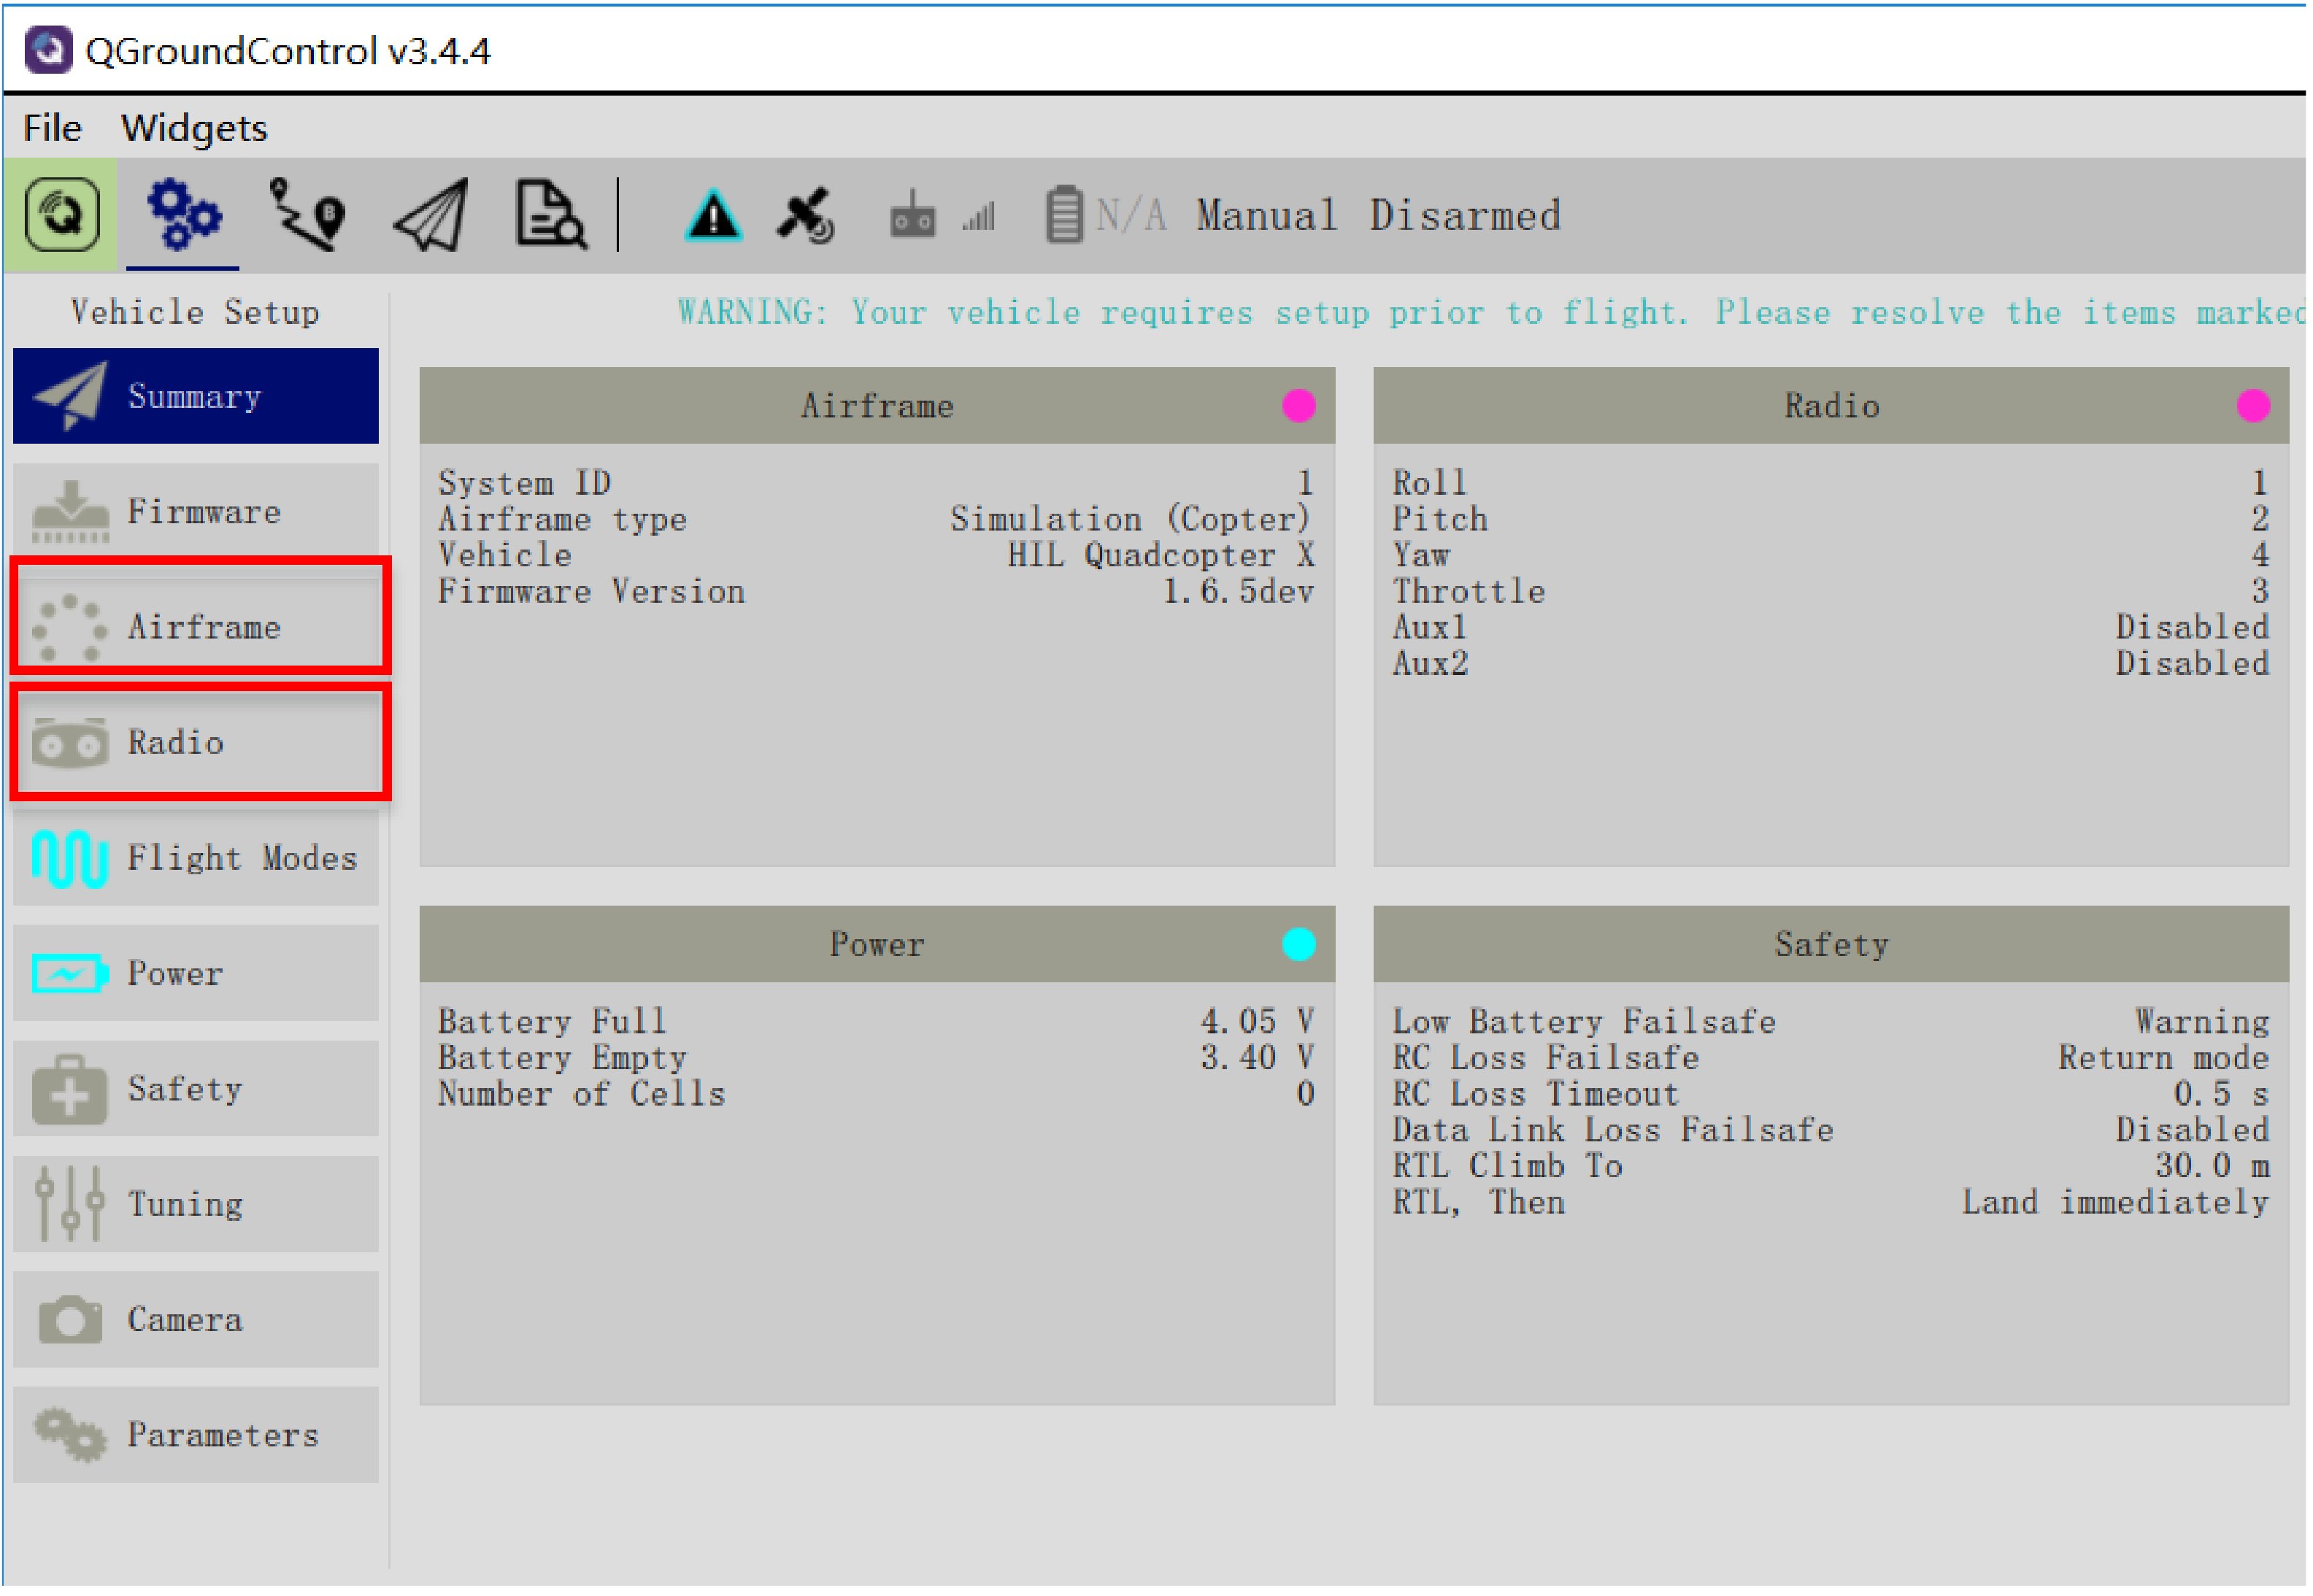 QGroundControl v3.4.4
File Widgets
N/A Manual Disarmed
Vehicle Setup
WARNING: Your vehicle requires setup prior to flight. Please resolve the items marked
Summary
Firmware
Airframe
Radio
Flight Modes
Power
Safety
Tuning
Camera
Parameters
Airframe
System ID 1
Airframe type Simulation (Copter)
Vehicle HIL Quadcopter X
Firmware Version 1.6.5dev
Radio
Roll 1
Pitch 2
Yaw 4
Throttle 3
Aux1 Disabled
Aux2 Disabled
Power
Battery Full 4.05 V
Battery Empty 3.40 V
Number of Cells 0
Safety
Low Battery Failsafe Warning
RC Loss Failsafe Return mode
RC Loss Timeout 0.5 s
Data Link Loss Failsafe Disabled
RTL Climb To 30.0 m
RTL, Then Land immediately